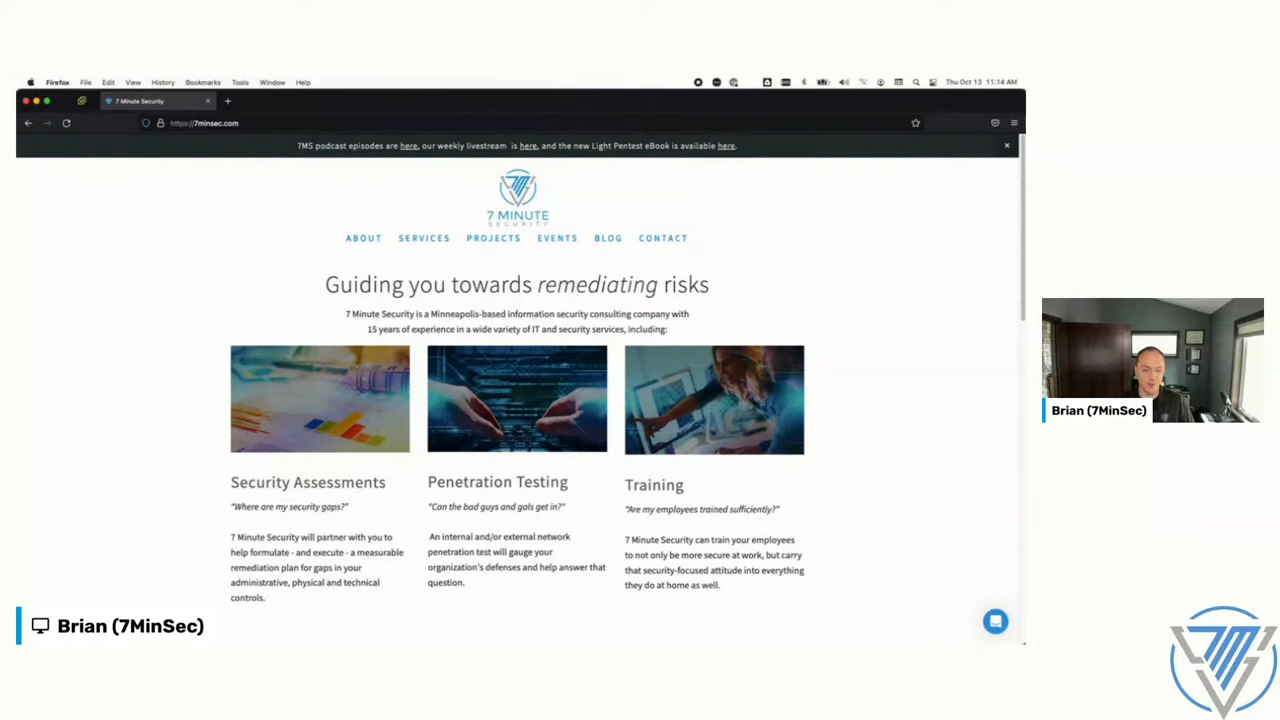 Firefox File Edit View History Bookmarks Tools Window Help
Thu Oct 13 11:14 AM
7 Minute Security
https://7minsec.com
7MS podcast episodes are here, our weekly livestream is here, and the new Light Pentest eBook is available here.
7 MINUTE
SECURITY
ABOUT SERVICES PROJECTS EVENTS BLOG CONTACT
Guiding you towards remediating risks
7 Minute Security is a Minneapolis-based information security consulting company with
15 years of experience in a wide variety of IT and security services, including:
Security Assessments
"Where are my security gaps?"
7 Minute Security will partner with you to
help formulate - and execute - a measurable
remediation plan for gaps in your
administrative, physical and technical
controls.
Penetration Testing
"Can the bad guys and gals get in?"
An internal and/or external network
penetration test will gauge your
organization's defenses and help answer that
question.
Training
"Are my employees trained sufficiently?"
7 Minute Security can train your employees
to not only be more secure at work, but carry
that security-focused attitude into everything
they do at home as well.
Brian (7MinSec)
Brian (7MinSec)
7MS